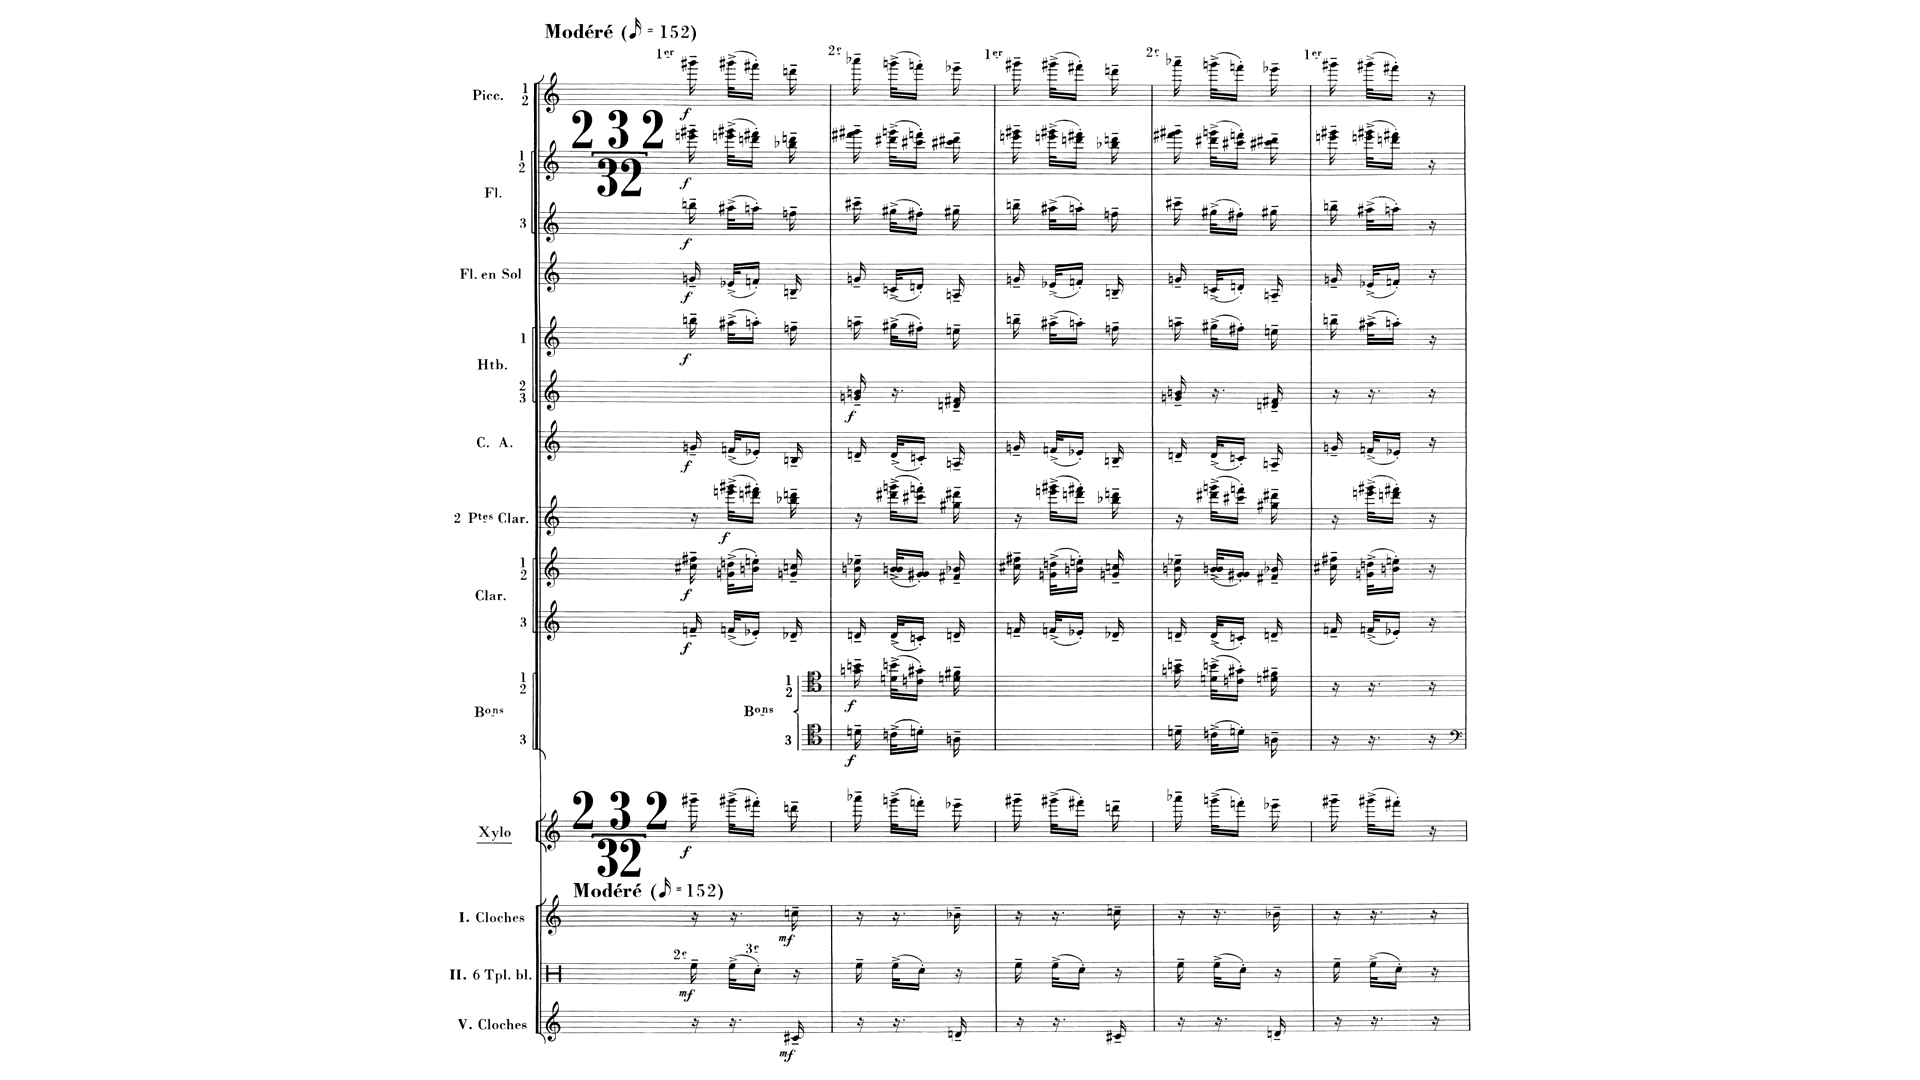 Modéré (𝅘𝅥𝅯 = 152)
1er 2e 1er 2e 1er
Picc. 1 2
f
2 3 2
32
Fl. 1 2
f
3
f
Fl. en Sol
f
Htb. 1
f
2 3
f
C. A.
f
2 Ptes Clar.
f
Clar. 1 2
f
3
f
Bons 1 2
1 2
f
Bons
3
3
f
2 3 2
32
Xylo
f
Modéré (𝅘𝅥𝅯 = 152)
I. Cloches
mf
2e 3e
II. 6 Tpl. bl.
mf
V. Cloches
mf